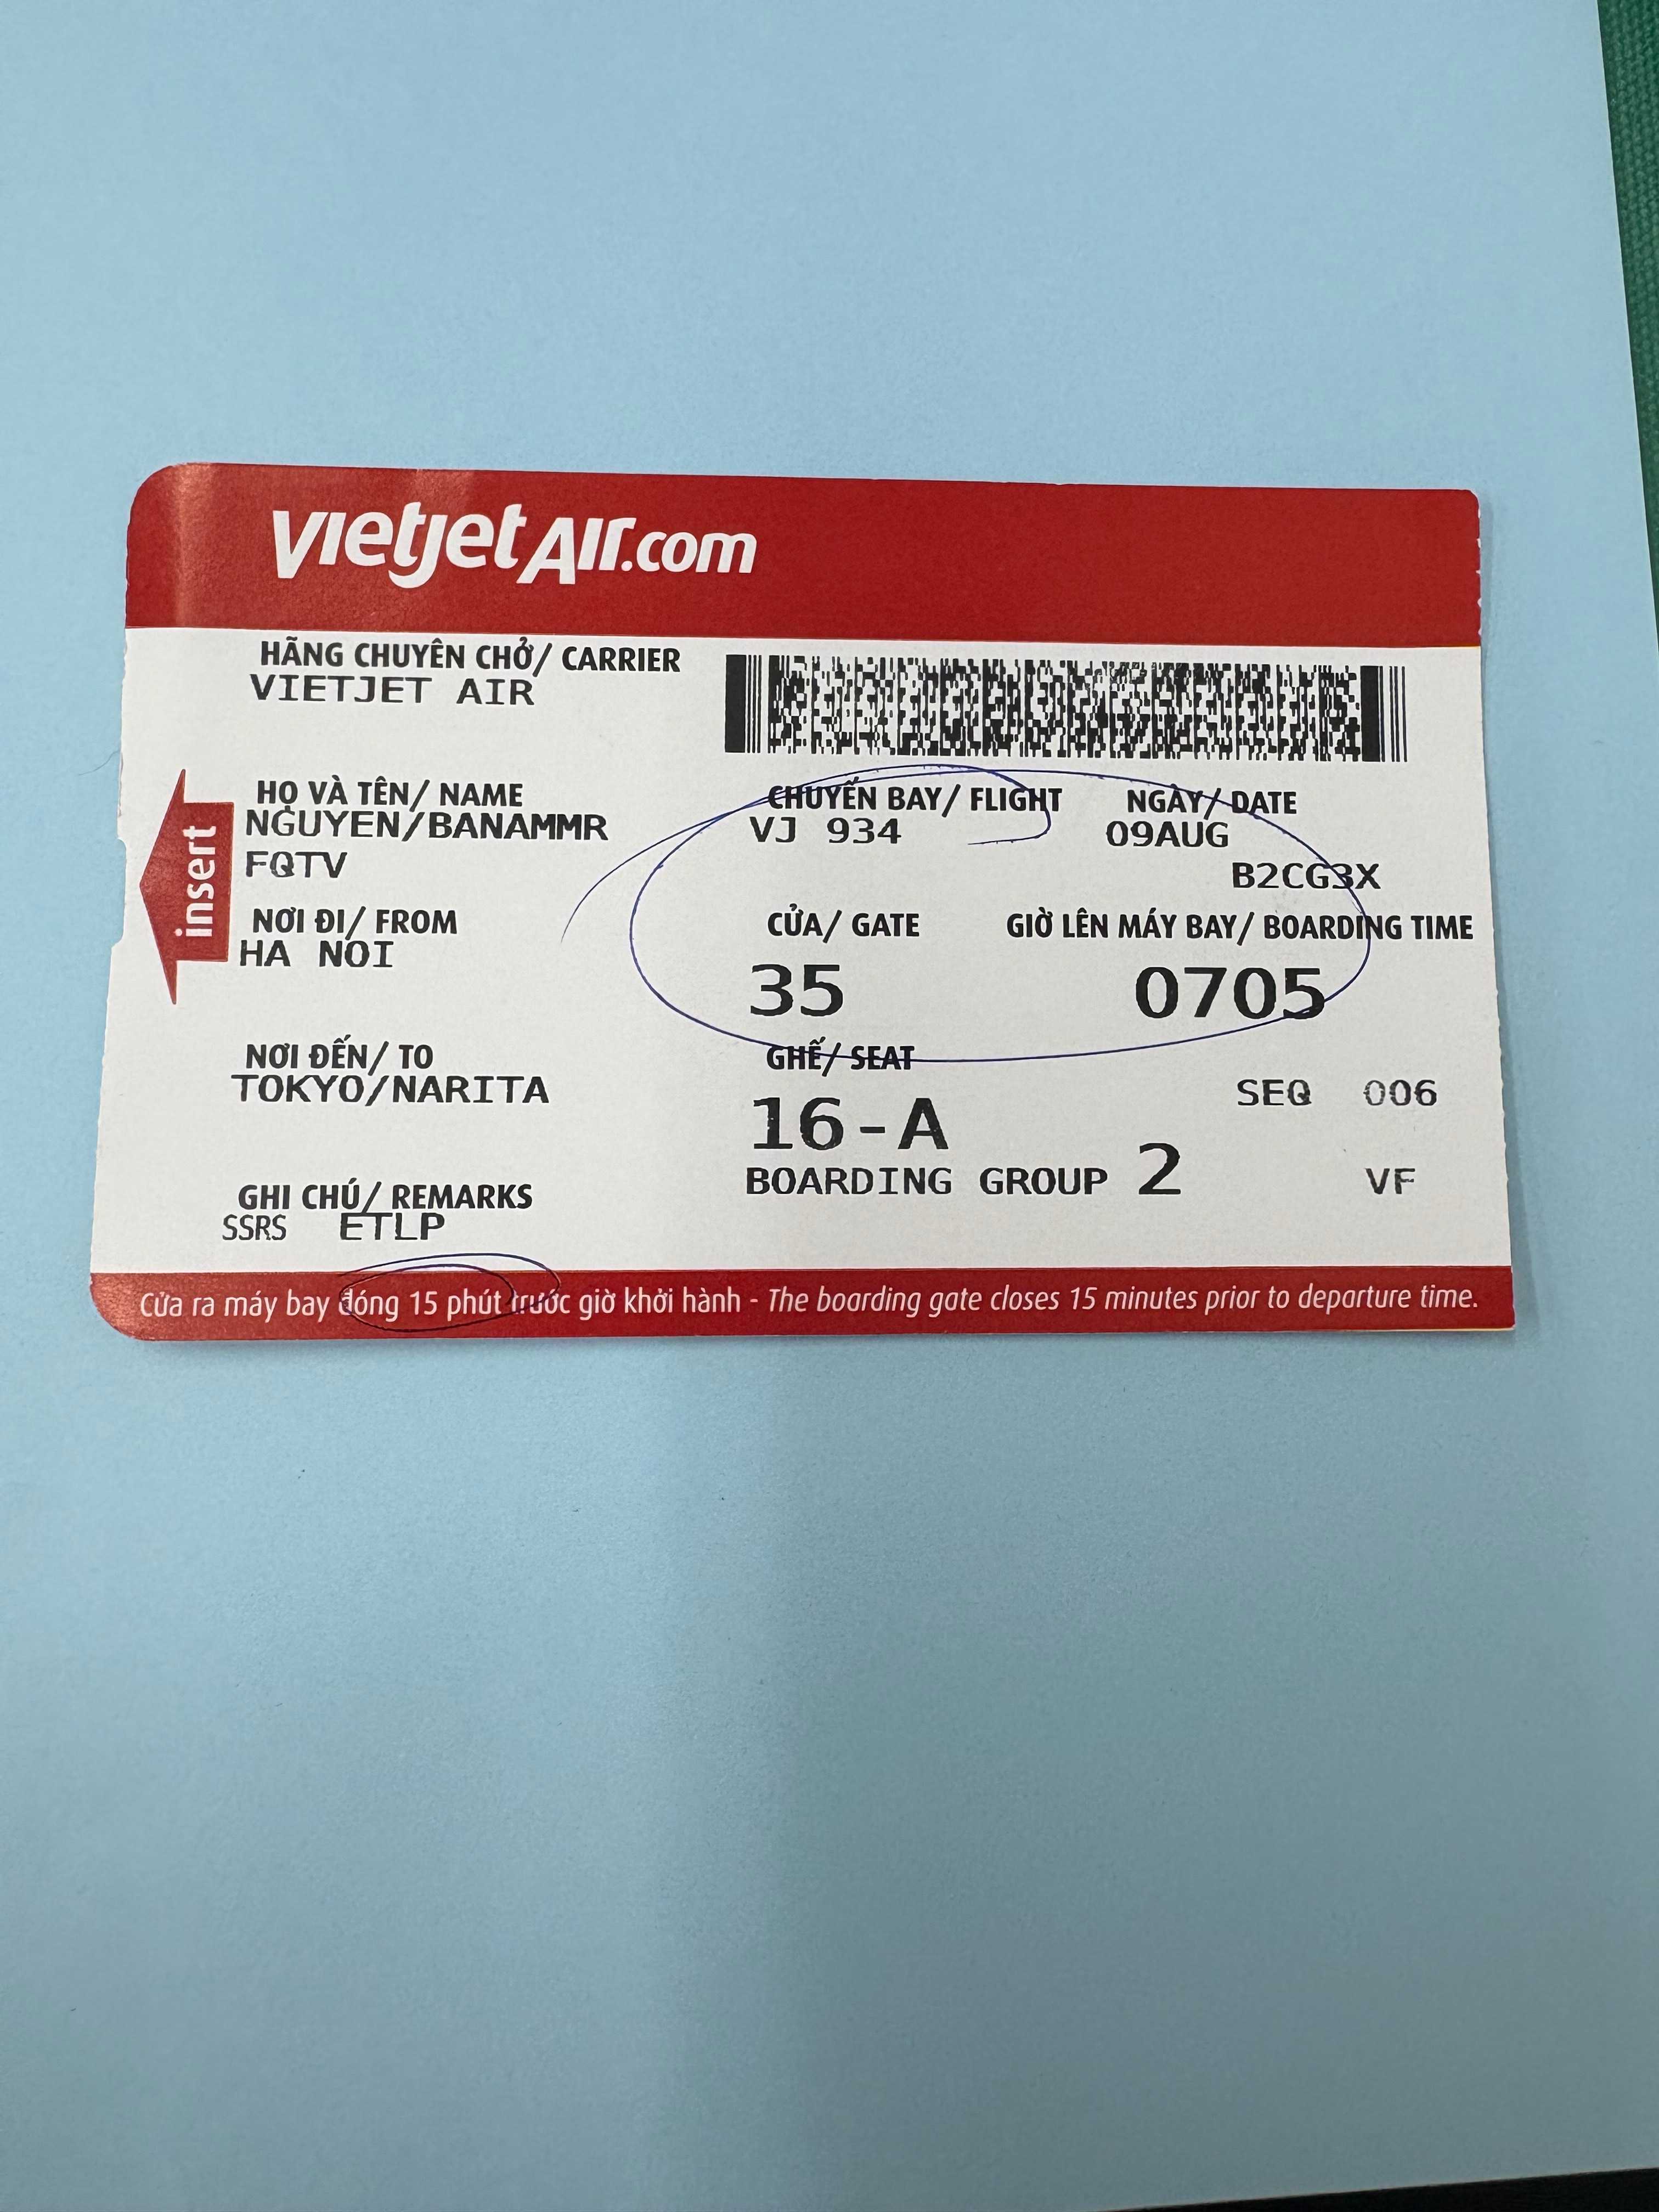 vietjetAir.com
HÃNG CHUYÊN CHỞ/ CARRIER
VIETJET AIR
HỌ VÀ TÊN/ NAME
NGUYEN/BANAMMR
FQTV
CHUYẾN BAY/ FLIGHT
VJ 934
NGÀY/ DATE
09AUG
B2CG3X
insert
NƠI ĐI/ FROM
HA NOI
CỬA/ GATE
35
GIỜ LÊN MÁY BAY/ BOARDING TIME
0705
NƠI ĐẾN/ TO
TOKYO/NARITA
GHẾ/ SEAT
16-A
SEQ 006
BOARDING GROUP 2
VF
GHI CHÚ/ REMARKS
SSRS ETLP
Cửa ra máy bay đóng 15 phút trước giờ khởi hành - The boarding gate closes 15 minutes prior to departure time.